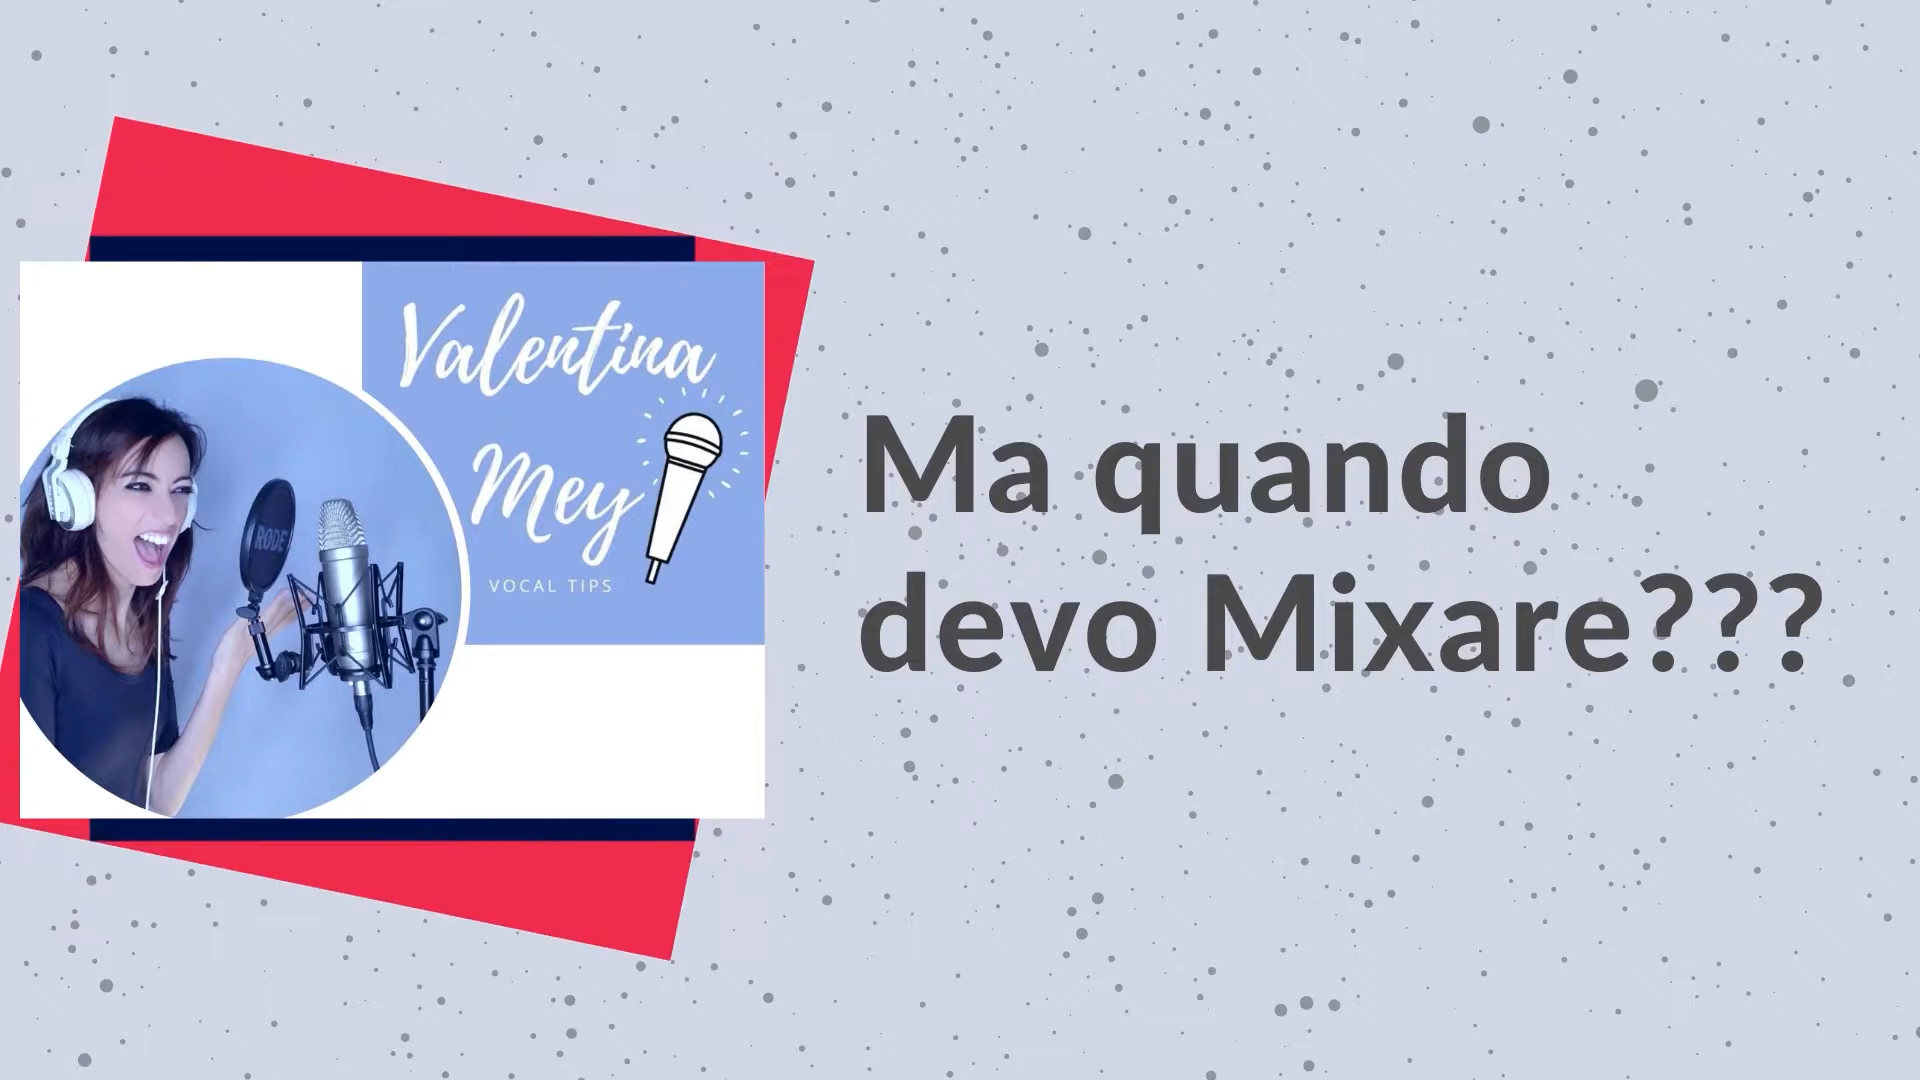 Valentina
Mey
VOCAL TIPS
RØDE
Ma quando
devo Mixare???